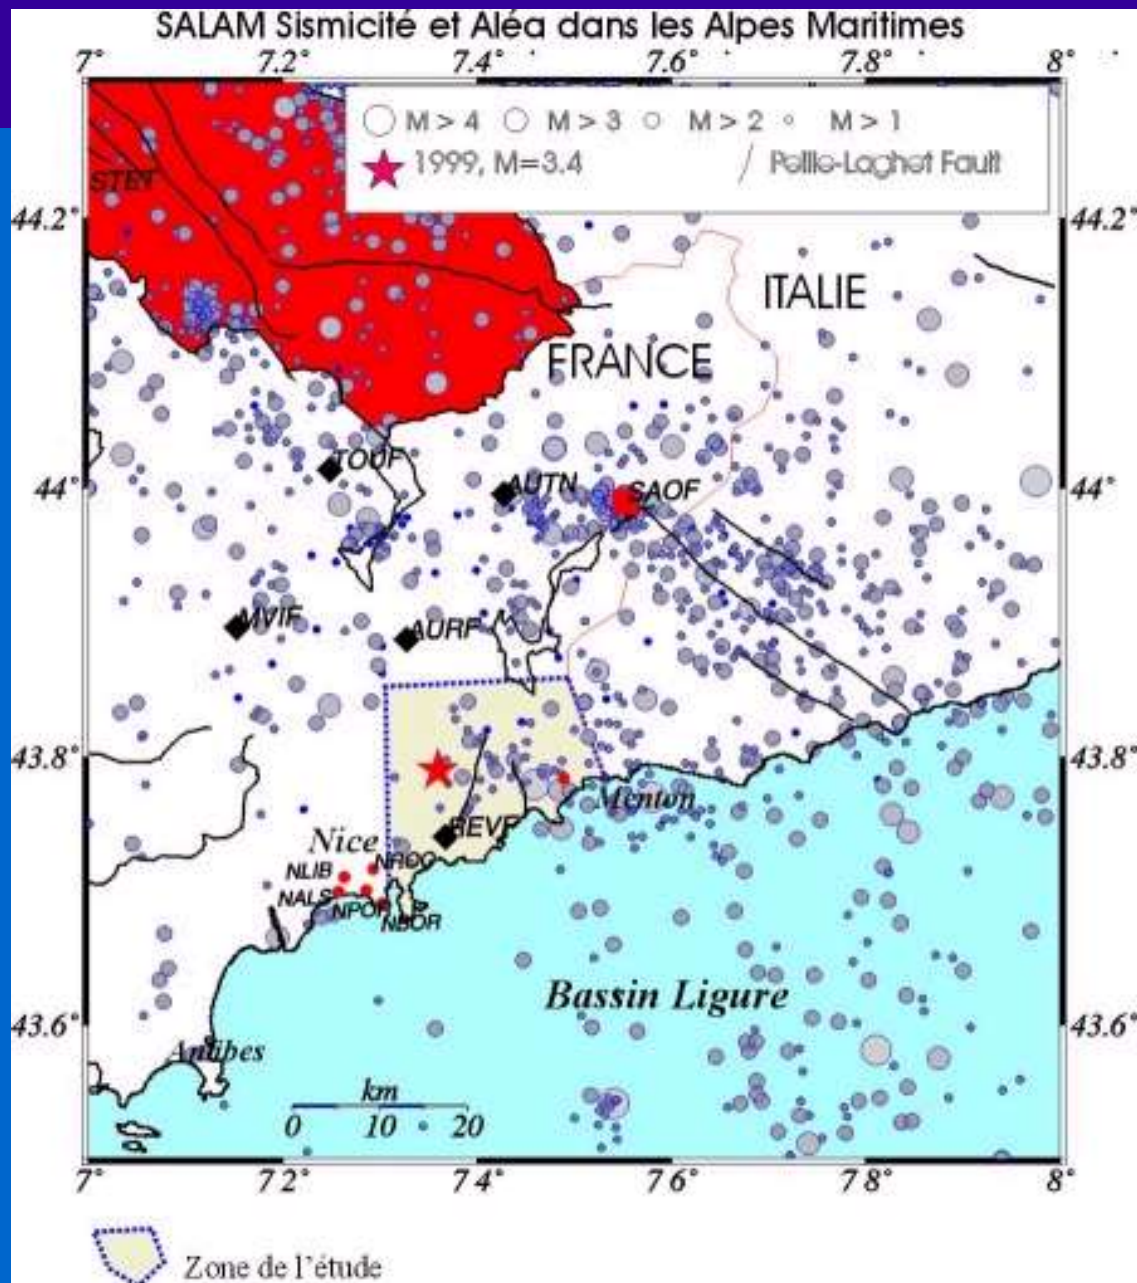 SALAM Sismicité et Aléa dans les Alpes Maritimes
7° 7.2° 7.4° 7.6° 7.8° 8°
M > 4 M > 3 M > 2 M > 1
1999, M=3.4 Peille-Laghet Fault
44.2° 44.2°
ITALIE
FRANCE
TOUF
AUTN SAOF
44° 44°
MVIF AURF
43.8° 43.8°
Menton
REVF
Nice
NROC
NLIB
NALS
NPOR
NBOR
Bassin Ligure
43.6° 43.6°
Antibes
km
0 10 20
7° 7.2° 7.4° 7.6° 7.8° 8°
Zone de l'étude